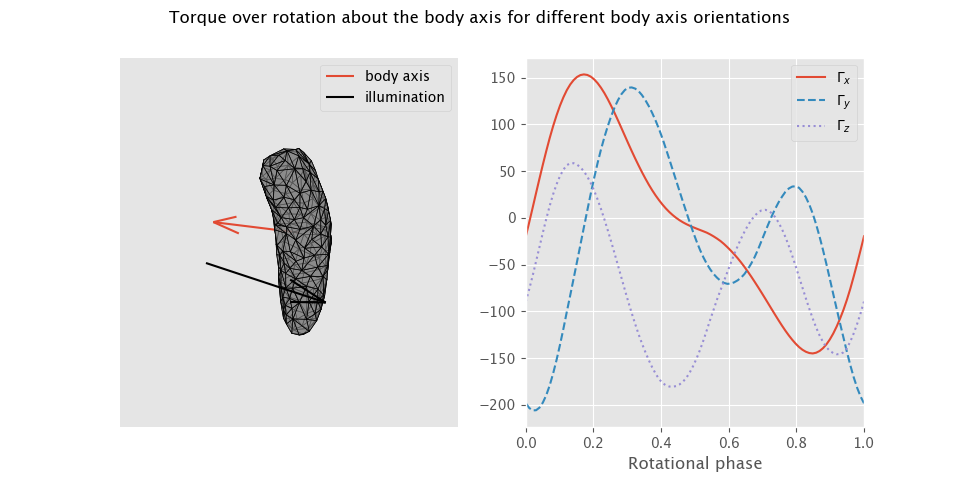 Torque over rotation about the body axis for different body axis orientations
body axis
illumination
Γx
Γy
Γz
150
100
50
0
−50
−100
−150
−200
0.0 0.2 0.4 0.6 0.8 1.0
Rotational phase